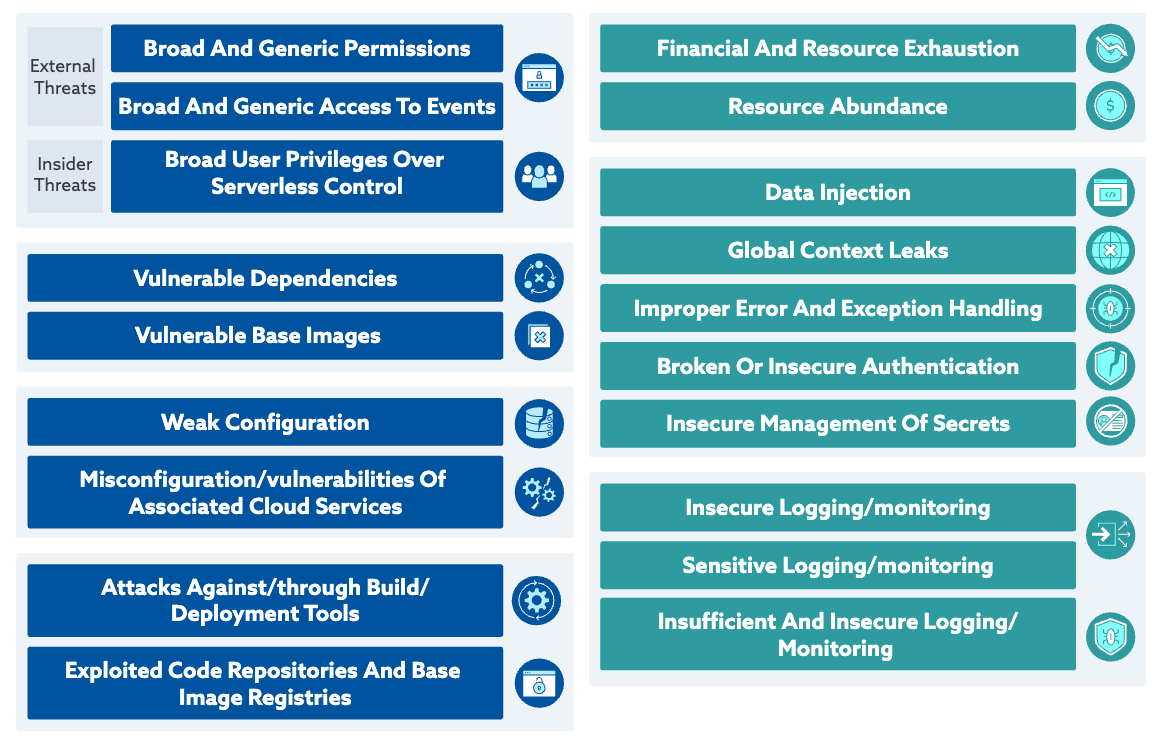 External
Threats
Broad And Generic Permissions
Broad And Generic Access To Events
Insider
Threats
Broad User Privileges Over
Serverless Control
Vulnerable Dependencies
Vulnerable Base Images
Weak Configuration
Misconfiguration/vulnerabilities Of
Associated Cloud Services
Attacks Against/through Build/
Deployment Tools
Exploited Code Repositories And Base
Image Registries
Financial And Resource Exhaustion
Resource Abundance
$
Data Injection
</>
Global Context Leaks
Improper Error And Exception Handling
Broken Or Insecure Authentication
Insecure Management Of Secrets
Insecure Logging/monitoring
Sensitive Logging/monitoring
Insufficient And Insecure Logging/
Monitoring